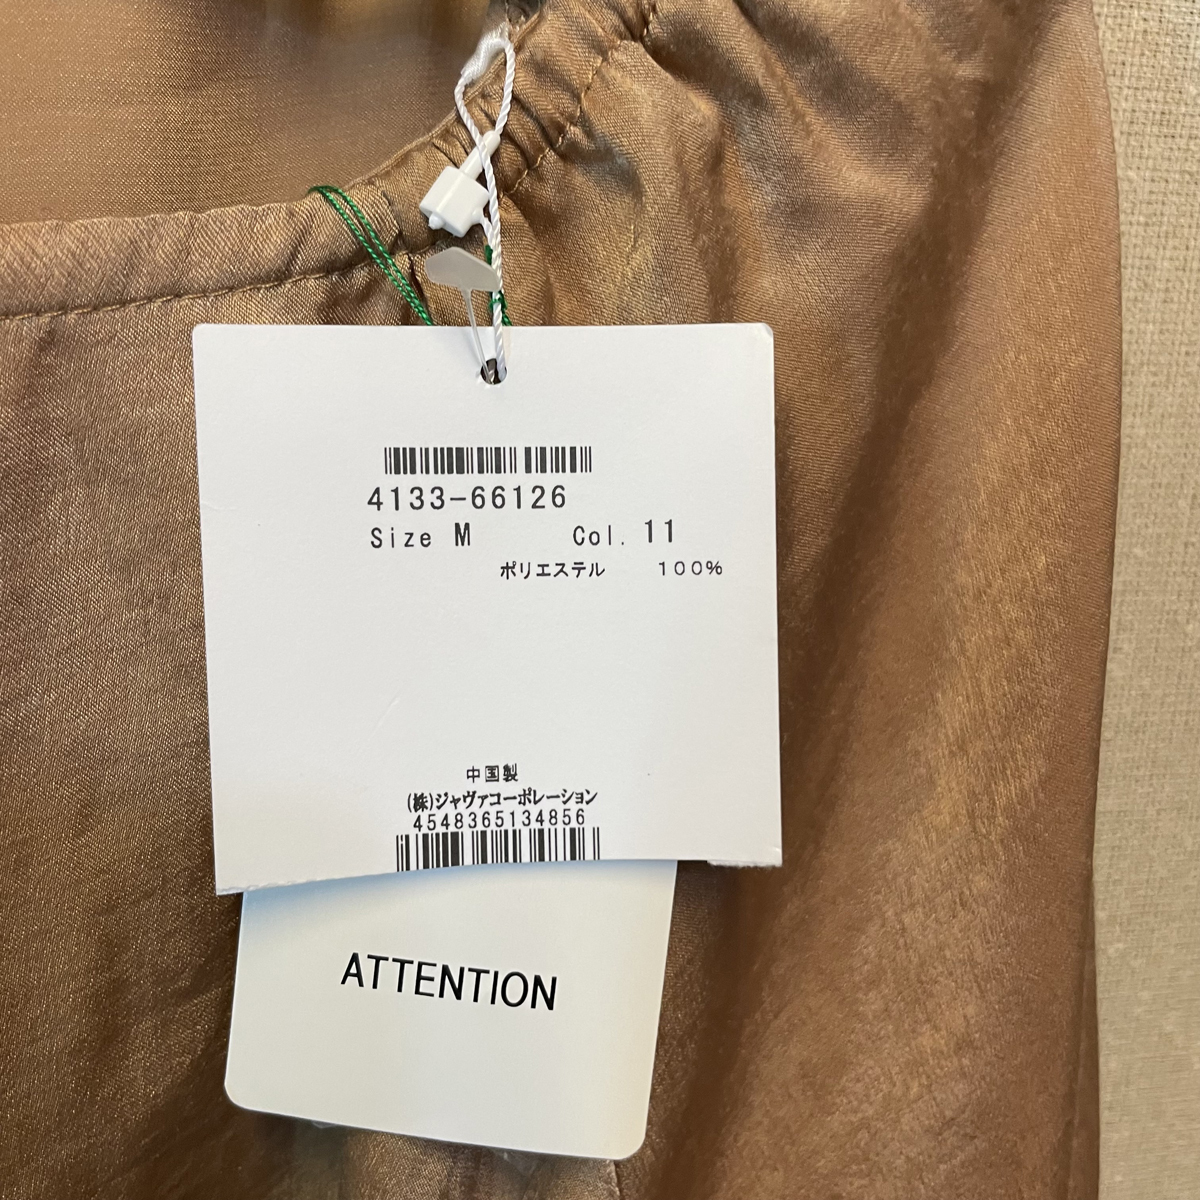 4133-66126
Size M Col. 11
ポリエステル 100%
中国製
(株)ジャヴァコーポレーション
4548365134856
ATTENTION